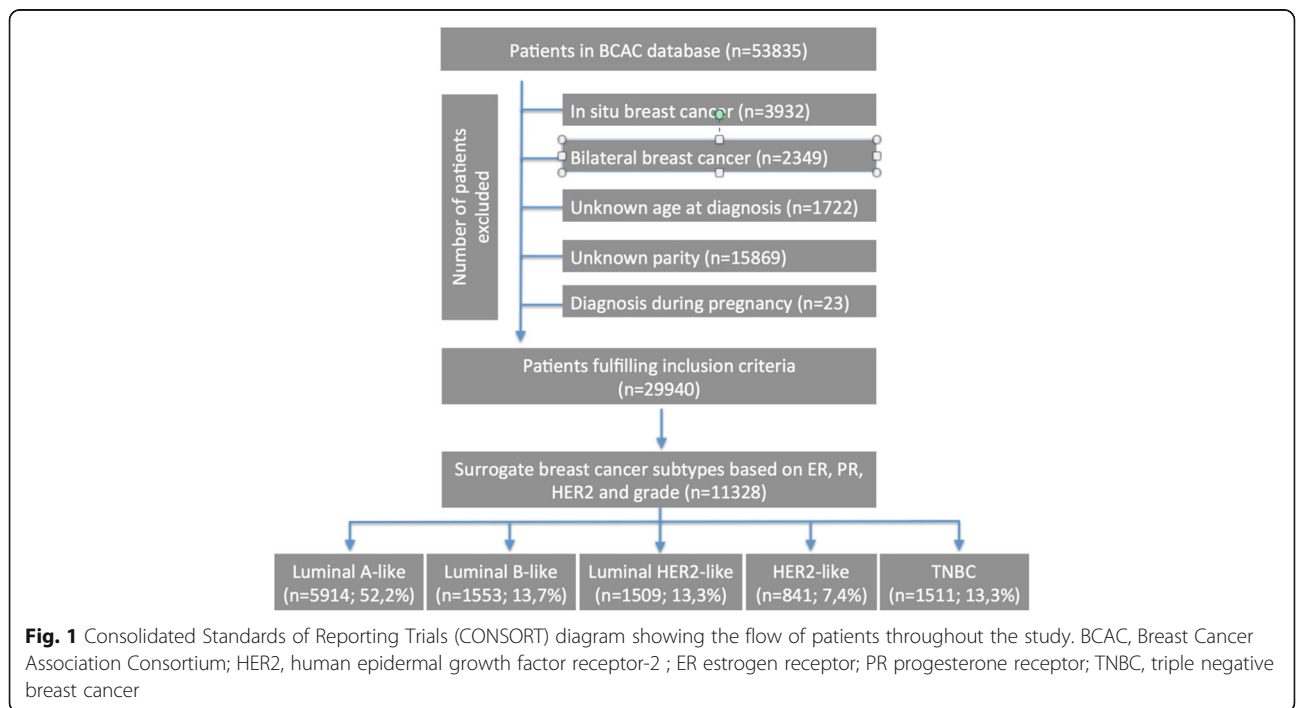 Patients in BCAC database (n=53835)
Number of patients
excluded
In situ breast cancer (n=3932)
Bilateral breast cancer (n=2349)
Unknown age at diagnosis (n=1722)
Unknown parity (n=15869)
Diagnosis during pregnancy (n=23)
Patients fulfilling inclusion criteria
(n=29940)
Surrogate breast cancer subtypes based on ER, PR,
HER2 and grade (n=11328)
Luminal A-like
(n=5914; 52,2%)
Luminal B-like
(n=1553; 13,7%)
Luminal HER2-like
(n=1509; 13,3%)
HER2-like
(n=841; 7,4%)
TNBC
(n=1511; 13,3%)
Fig. 1 Consolidated Standards of Reporting Trials (CONSORT) diagram showing the flow of patients throughout the study. BCAC, Breast Cancer
Association Consortium; HER2, human epidermal growth factor receptor-2 ; ER estrogen receptor; PR progesterone receptor; TNBC, triple negative
breast cancer